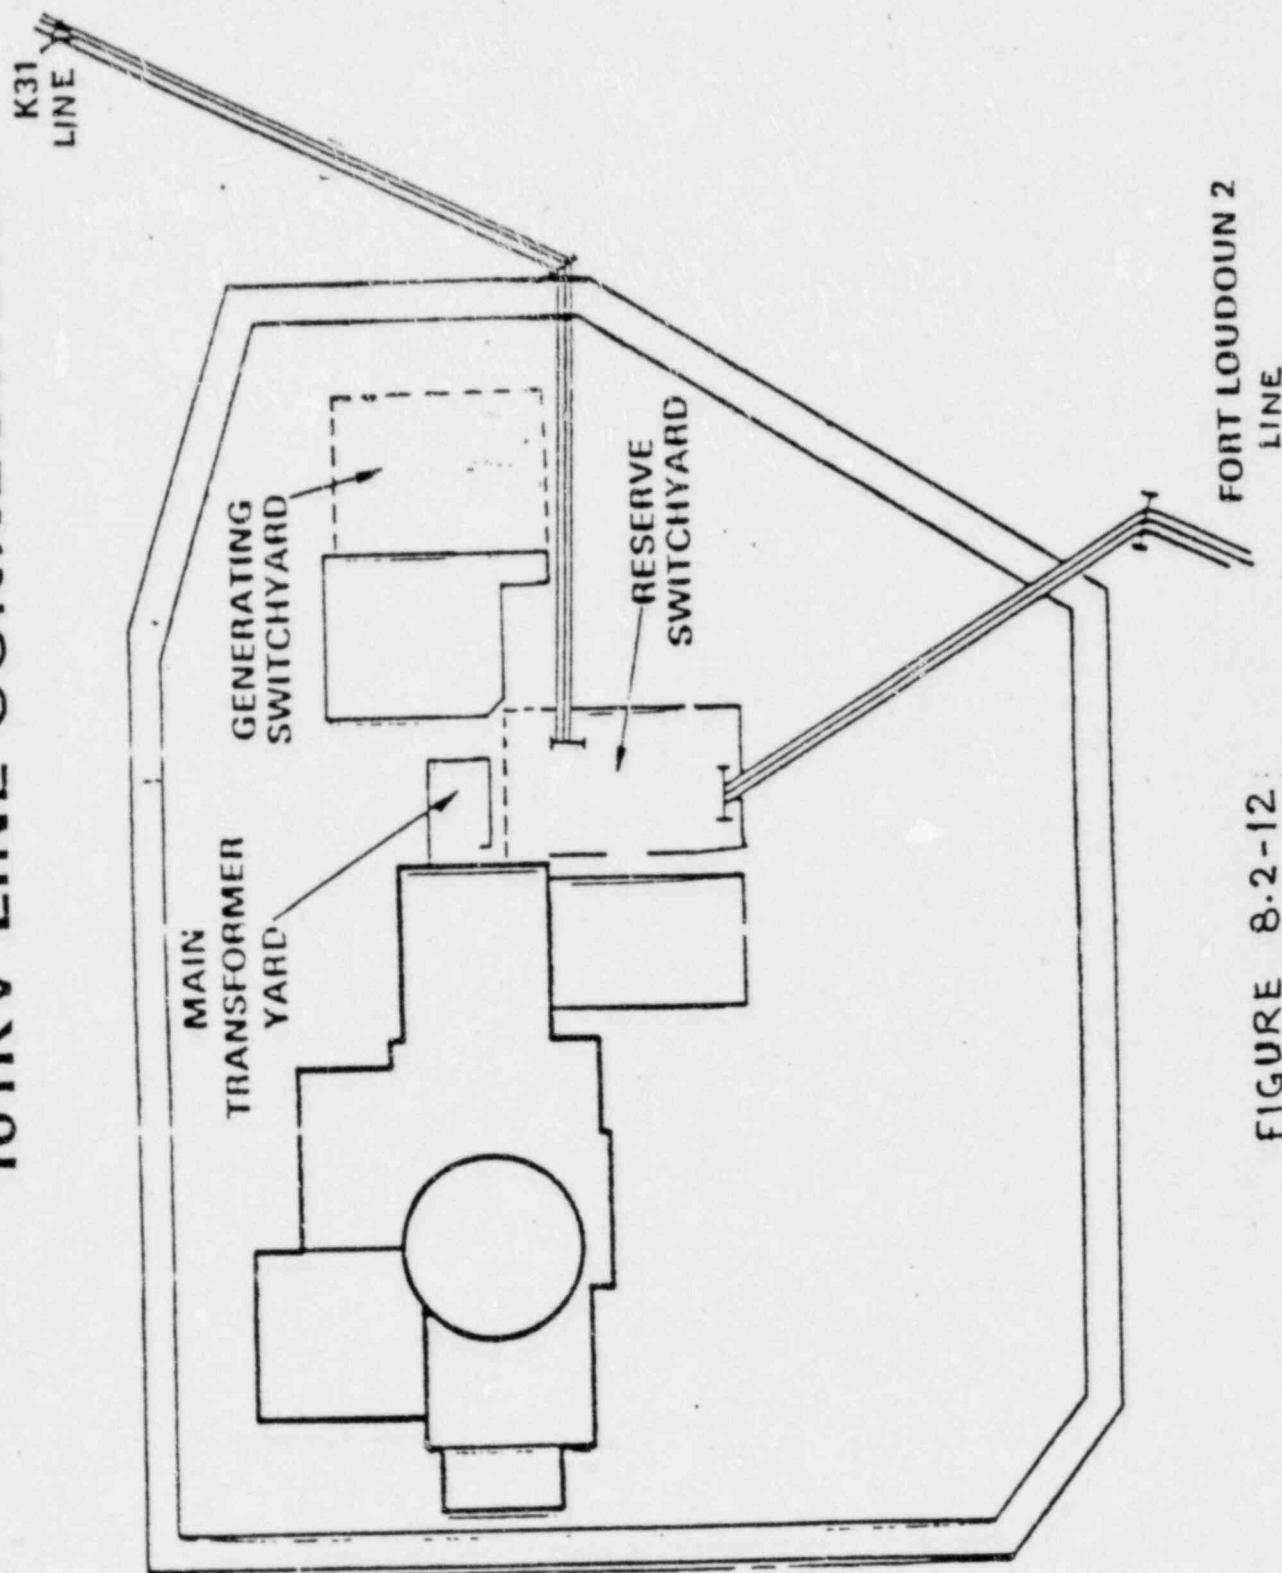 K31
LINE
GENERATING
SWITCHYARD
RESERVE
SWITCHYARD
MAIN
TRANSFORMER
YARD
FORT LOUDOUN 2
LINE
FIGURE 8.2-12